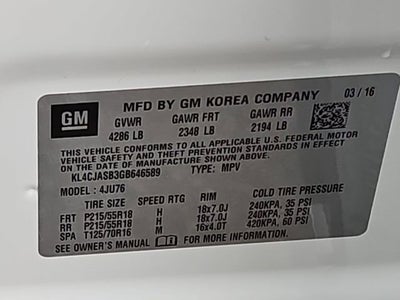 GM
MFD BY GM KOREA COMPANY 03 / 16
GVWR GAWR FRT GAWR RR
4286 LB 2348 LB 2194 LB
THIS VEHICLE CONFORMS TO ALL APPLICABLE U.S. FEDERAL MOTOR
VEHICLE SAFETY, BUMPER, AND THEFT PREVENTION STANDARDS IN EFFECT
ON THE DATE OF MANUFACTURE SHOWN ABOVE.
KL4CJASB3GB646589 TYPE: MPV
MODEL : 4JU76
TIRE SIZE SPEED RTG RIM COLD TIRE PRESSURE
FRT P215/55R18 H 18x7.0J 240KPA, 35 PSI
RR P215/55R18 H 18x7.0J 240KPA, 35 PSI
SPA T125/70R16 M 16x4.0T 420KPA, 60 PSI
SEE OWNER'S MANUAL FOR MORE INFORMATION.